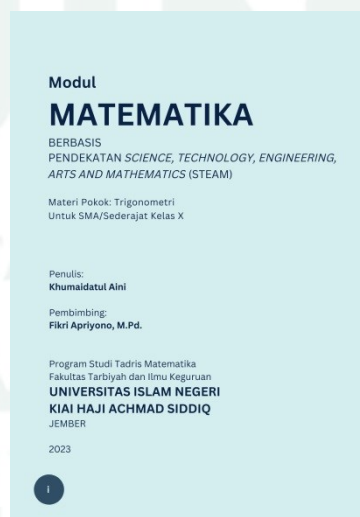 Modul
MATEMATIKA
BERBASIS
PENDEKATAN SCIENCE, TECHNOLOGY, ENGINEERING,
ARTS AND MATHEMATICS (STEAM)
Materi Pokok: Trigonometri
Untuk SMA/Sederajat Kelas X
Penulis:
Khumaidatul Aini
Pembimbing:
Fikri Apriyono, M.Pd.
Program Studi Tadris Matematika
Fakultas Tarbiyah dan Ilmu Keguruan
UNIVERSITAS ISLAM NEGERI
KIAI HAJI ACHMAD SIDDIQ
JEMBER
2023
I